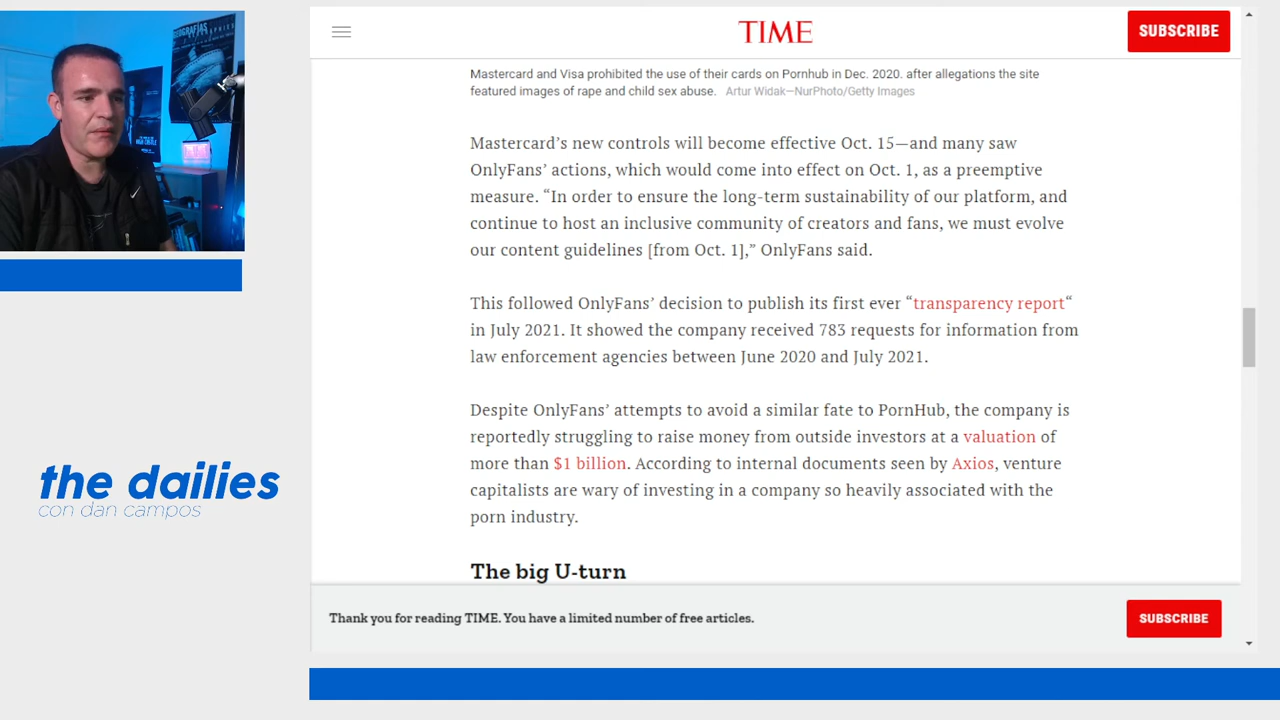 GEOGRAFIAS
HIGH CASTLE
the dailies
con dan campos
TIME
SUBSCRIBE
Mastercard and Visa prohibited the use of their cards on Pornhub in Dec. 2020. after allegations the site
featured images of rape and child sex abuse. Artur Widak—NurPhoto/Getty Images
Mastercard’s new controls will become effective Oct. 15—and many saw
OnlyFans’ actions, which would come into effect on Oct. 1, as a preemptive
measure. “In order to ensure the long-term sustainability of our platform, and
continue to host an inclusive community of creators and fans, we must evolve
our content guidelines [from Oct. 1],” OnlyFans said.
This followed OnlyFans’ decision to publish its first ever “transparency report“
in July 2021. It showed the company received 783 requests for information from
law enforcement agencies between June 2020 and July 2021.
Despite OnlyFans’ attempts to avoid a similar fate to PornHub, the company is
reportedly struggling to raise money from outside investors at a valuation of
more than $1 billion. According to internal documents seen by Axios, venture
capitalists are wary of investing in a company so heavily associated with the
porn industry.
The big U-turn
Thank you for reading TIME. You have a limited number of free articles.
SUBSCRIBE